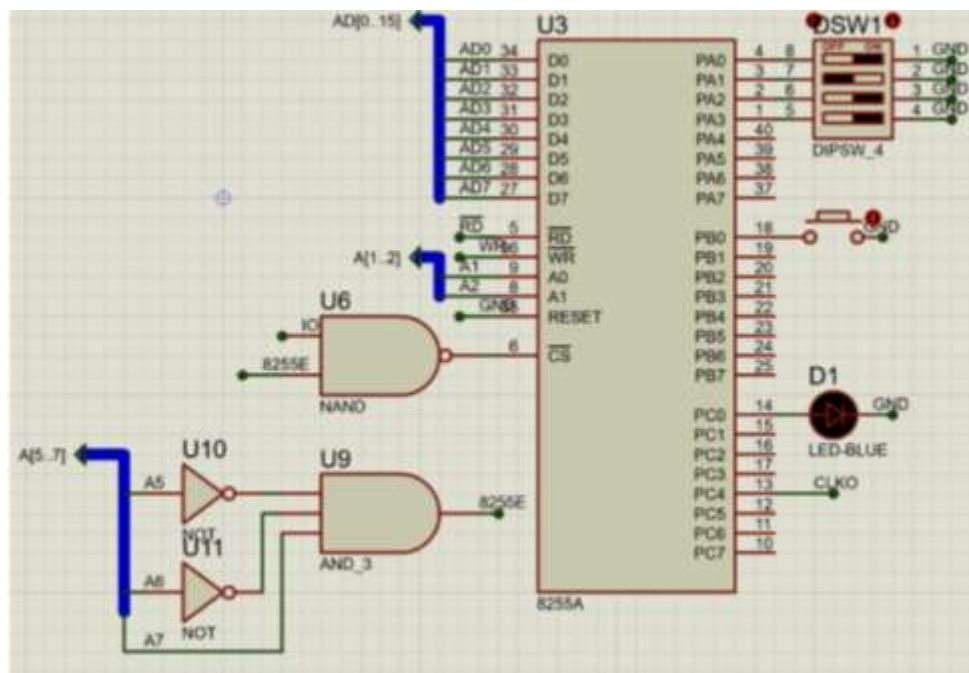 AD[0..15]
U3
DSW1
OFF ON
AD0 34 D0 PA0 4 8 1 GND
AD1 33 D1 PA1 3 7 2 GND
AD2 32 D2 PA2 2 6 3 GND
AD3 31 D3 PA3 1 5 4 GND
AD4 30 D4 PA4 40
DIPSW_4
AD5 29 D5 PA5 39
AD6 28 D6 PA6 38
AD7 27 D7 PA7 37
RD 5 RD PB0 18 GND
WR WR PB1 19
A[1..2]
A1 9 A0 PB2 20
A2 8 A1 PB3 21
GND RESET PB4 22
U6
IO
PB5 23
6 CS PB6 24
8255E
PB7 25
NAND
D1
PC0 14 GND
PC1 15
LED-BLUE
PC2 16
PC3 17
PC4 13 CLKO
PC5 12
PC6 11
PC7 10
A[5..7]
U10
U9
A5
8255E
NOT
U11
AND_3
A6
8255A
NOT
A7